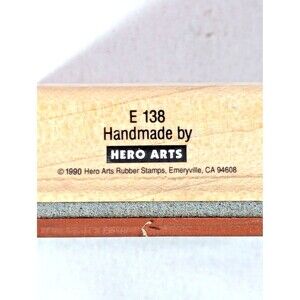 E 138
Handmade by
HERO ARTS
© 1990 Hero Arts Rubber Stamps, Emeryville, CA 94608